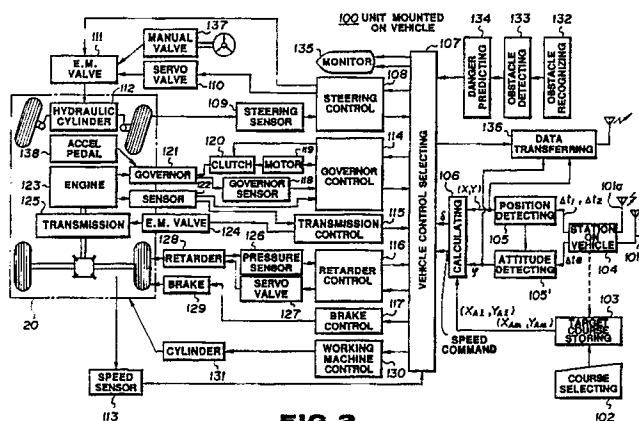 100 UNIT MOUNTED
ON VEHICLE
111
137
MANUAL
VALVE
E.M.
VALVE
SERVO
VALVE
110
112
HYDRAULIC
CYLINDER
109
STEERING
SENSOR
135
MONITOR
108
STEERING
CONTROL
107
134
DANGER
PREDICTING
133
OBSTACLE
DETECTING
132
OBSTACLE
RECOGNIZING
136
DATA
TRANSFERRING
138
ACCEL
PEDAL
121
GOVERNOR
120
CLUTCH
119
MOTOR
114
GOVERNOR
CONTROL
123
ENGINE
122
SENSOR
GOVERNOR
SENSOR
118
125
TRANSMISSION
E.M. VALVE
124
TRANSMISSION
CONTROL
115
128
RETARDER
126
PRESSURE
SENSOR
SERVO
VALVE
127
116
RETARDER
CONTROL
BRAKE
129
BRAKE
CONTROL
117
CYLINDER
131
WORKING
MACHINE CONTROL
130
20
SPEED
SENSOR
113
VEHICLE CONTROL SELECTING
106
CALCULATING
(X,Y)
δ
φ
SPEED
COMMAND
POSITION
DETECTING
105
ATTITUDE
DETECTING
105'
Δt1, Δt2
Δte
101a
STATION
AND VEHICLE
104
(XA1, YA1)
103
TARGET
COURSE
STORING
COURSE
SELECTING
102